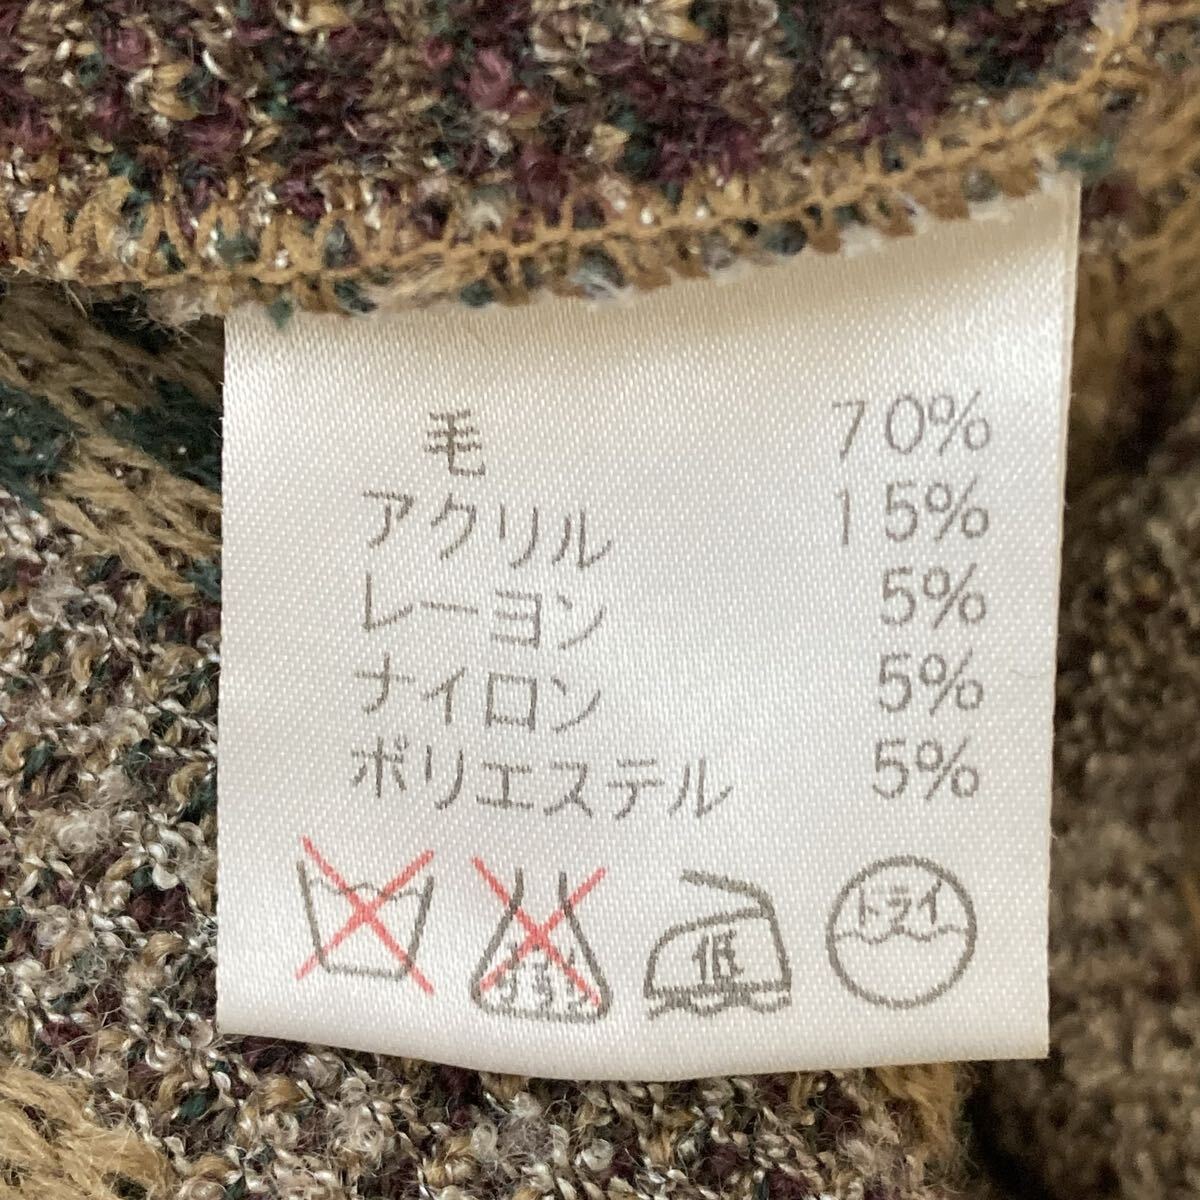 毛 70%
アクリル 15%
レーヨン 5%
ナイロン 5%
ポリエステル 5%
低 ドライ